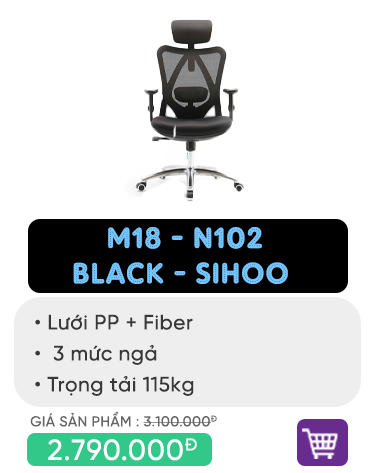 M18 - N102
BLACK - SIHOO
• Lưới PP + Fiber
• 3 mức ngả
• Trọng tải 115kg
GIÁ SẢN PHẨM : 3.100.000Đ
2.790.000Đ